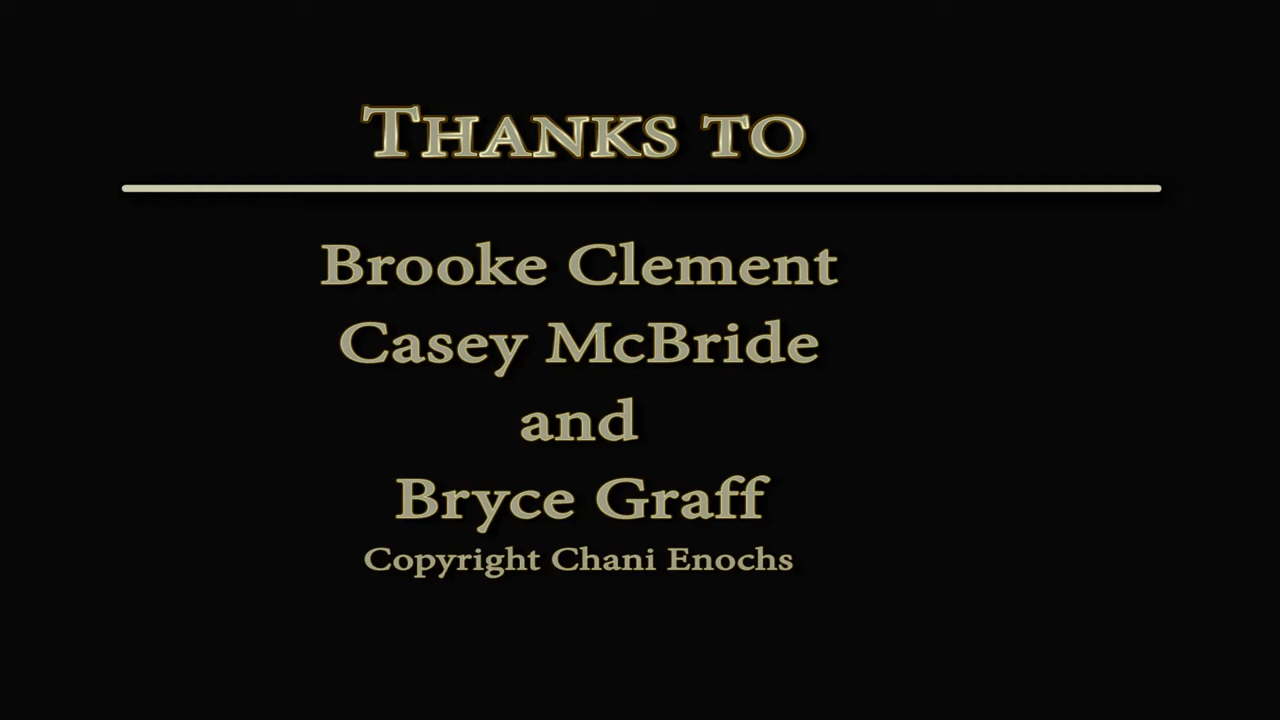 Thanks to
Brooke Clement
Casey McBride
and
Bryce Graff
Copyright Chani Enochs